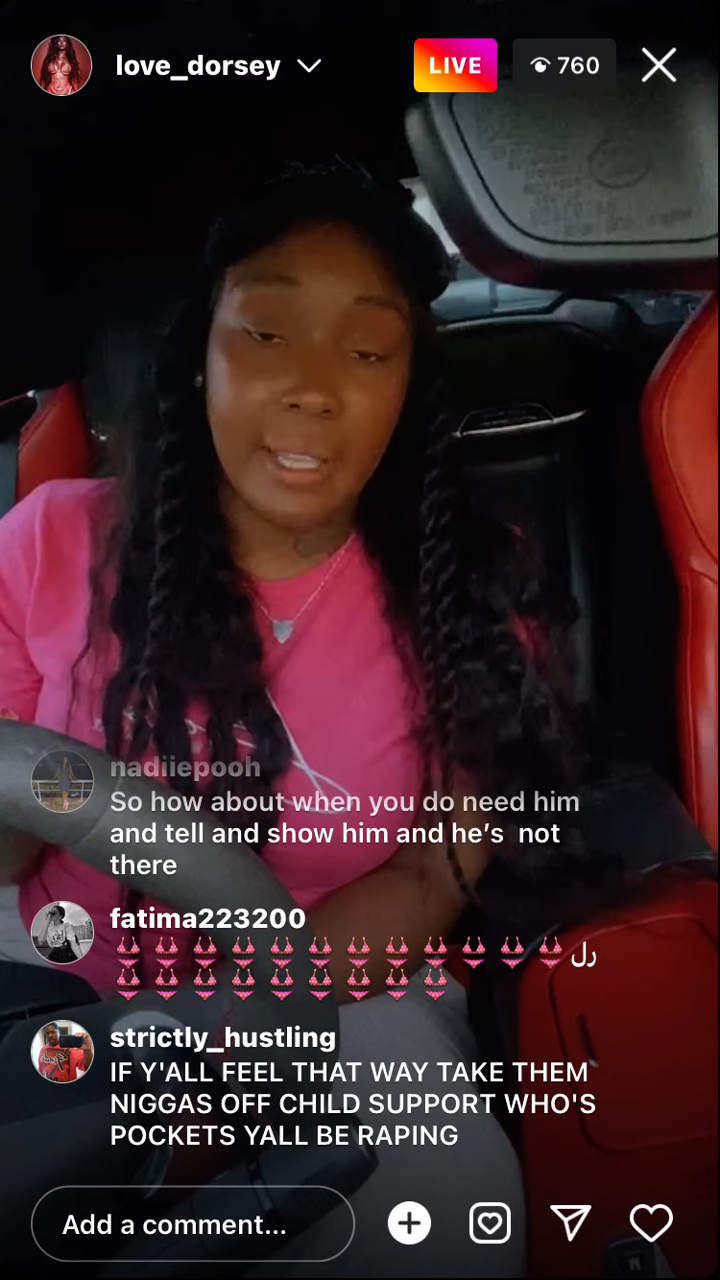 love_dorsey
LIVE
760
nadiiepooh
So how about when you do need him
and tell and show him and he’s  not
there
fatima223200
👙👙👙👙👙👙👙👙👙👙👙👙رل
👙👙👙👙👙👙👙👙👙
strictly_hustling
IF Y'ALL FEEL THAT WAY TAKE THEM
NIGGAS OFF CHILD SUPPORT WHO'S
POCKETS YALL BE RAPING
Add a comment...